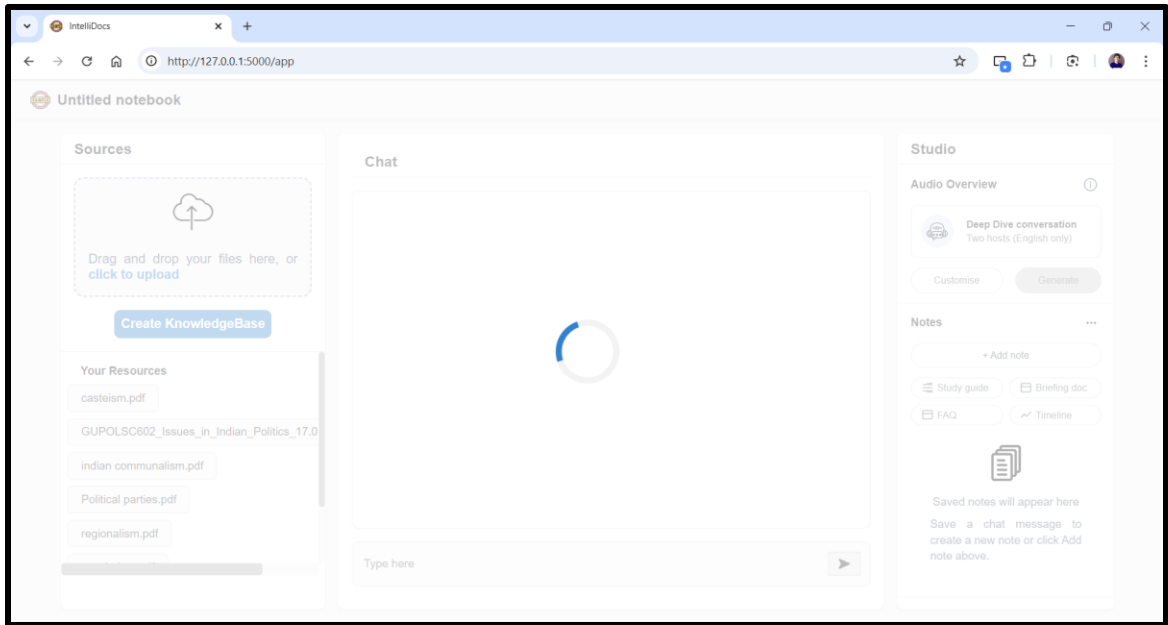 IntelliDocs
http://127.0.0.1:5000/app
Untitled notebook
Sources
Drag and drop your files here, or
click to upload
Create KnowledgeBase
Your Resources
casteism.pdf
GUPOLSC602_Issues_in_Indian_Politics_17.0
indian communalism.pdf
Political parties.pdf
regionalism.pdf
Chat
Type here
Studio
Audio Overview
Deep Dive conversation
Two hosts (English only)
Customise
Generate
Notes
+ Add note
Study guide
Briefing doc
FAQ
Timeline
Saved notes will appear here
Save a chat message to
create a new note or click Add
note above.